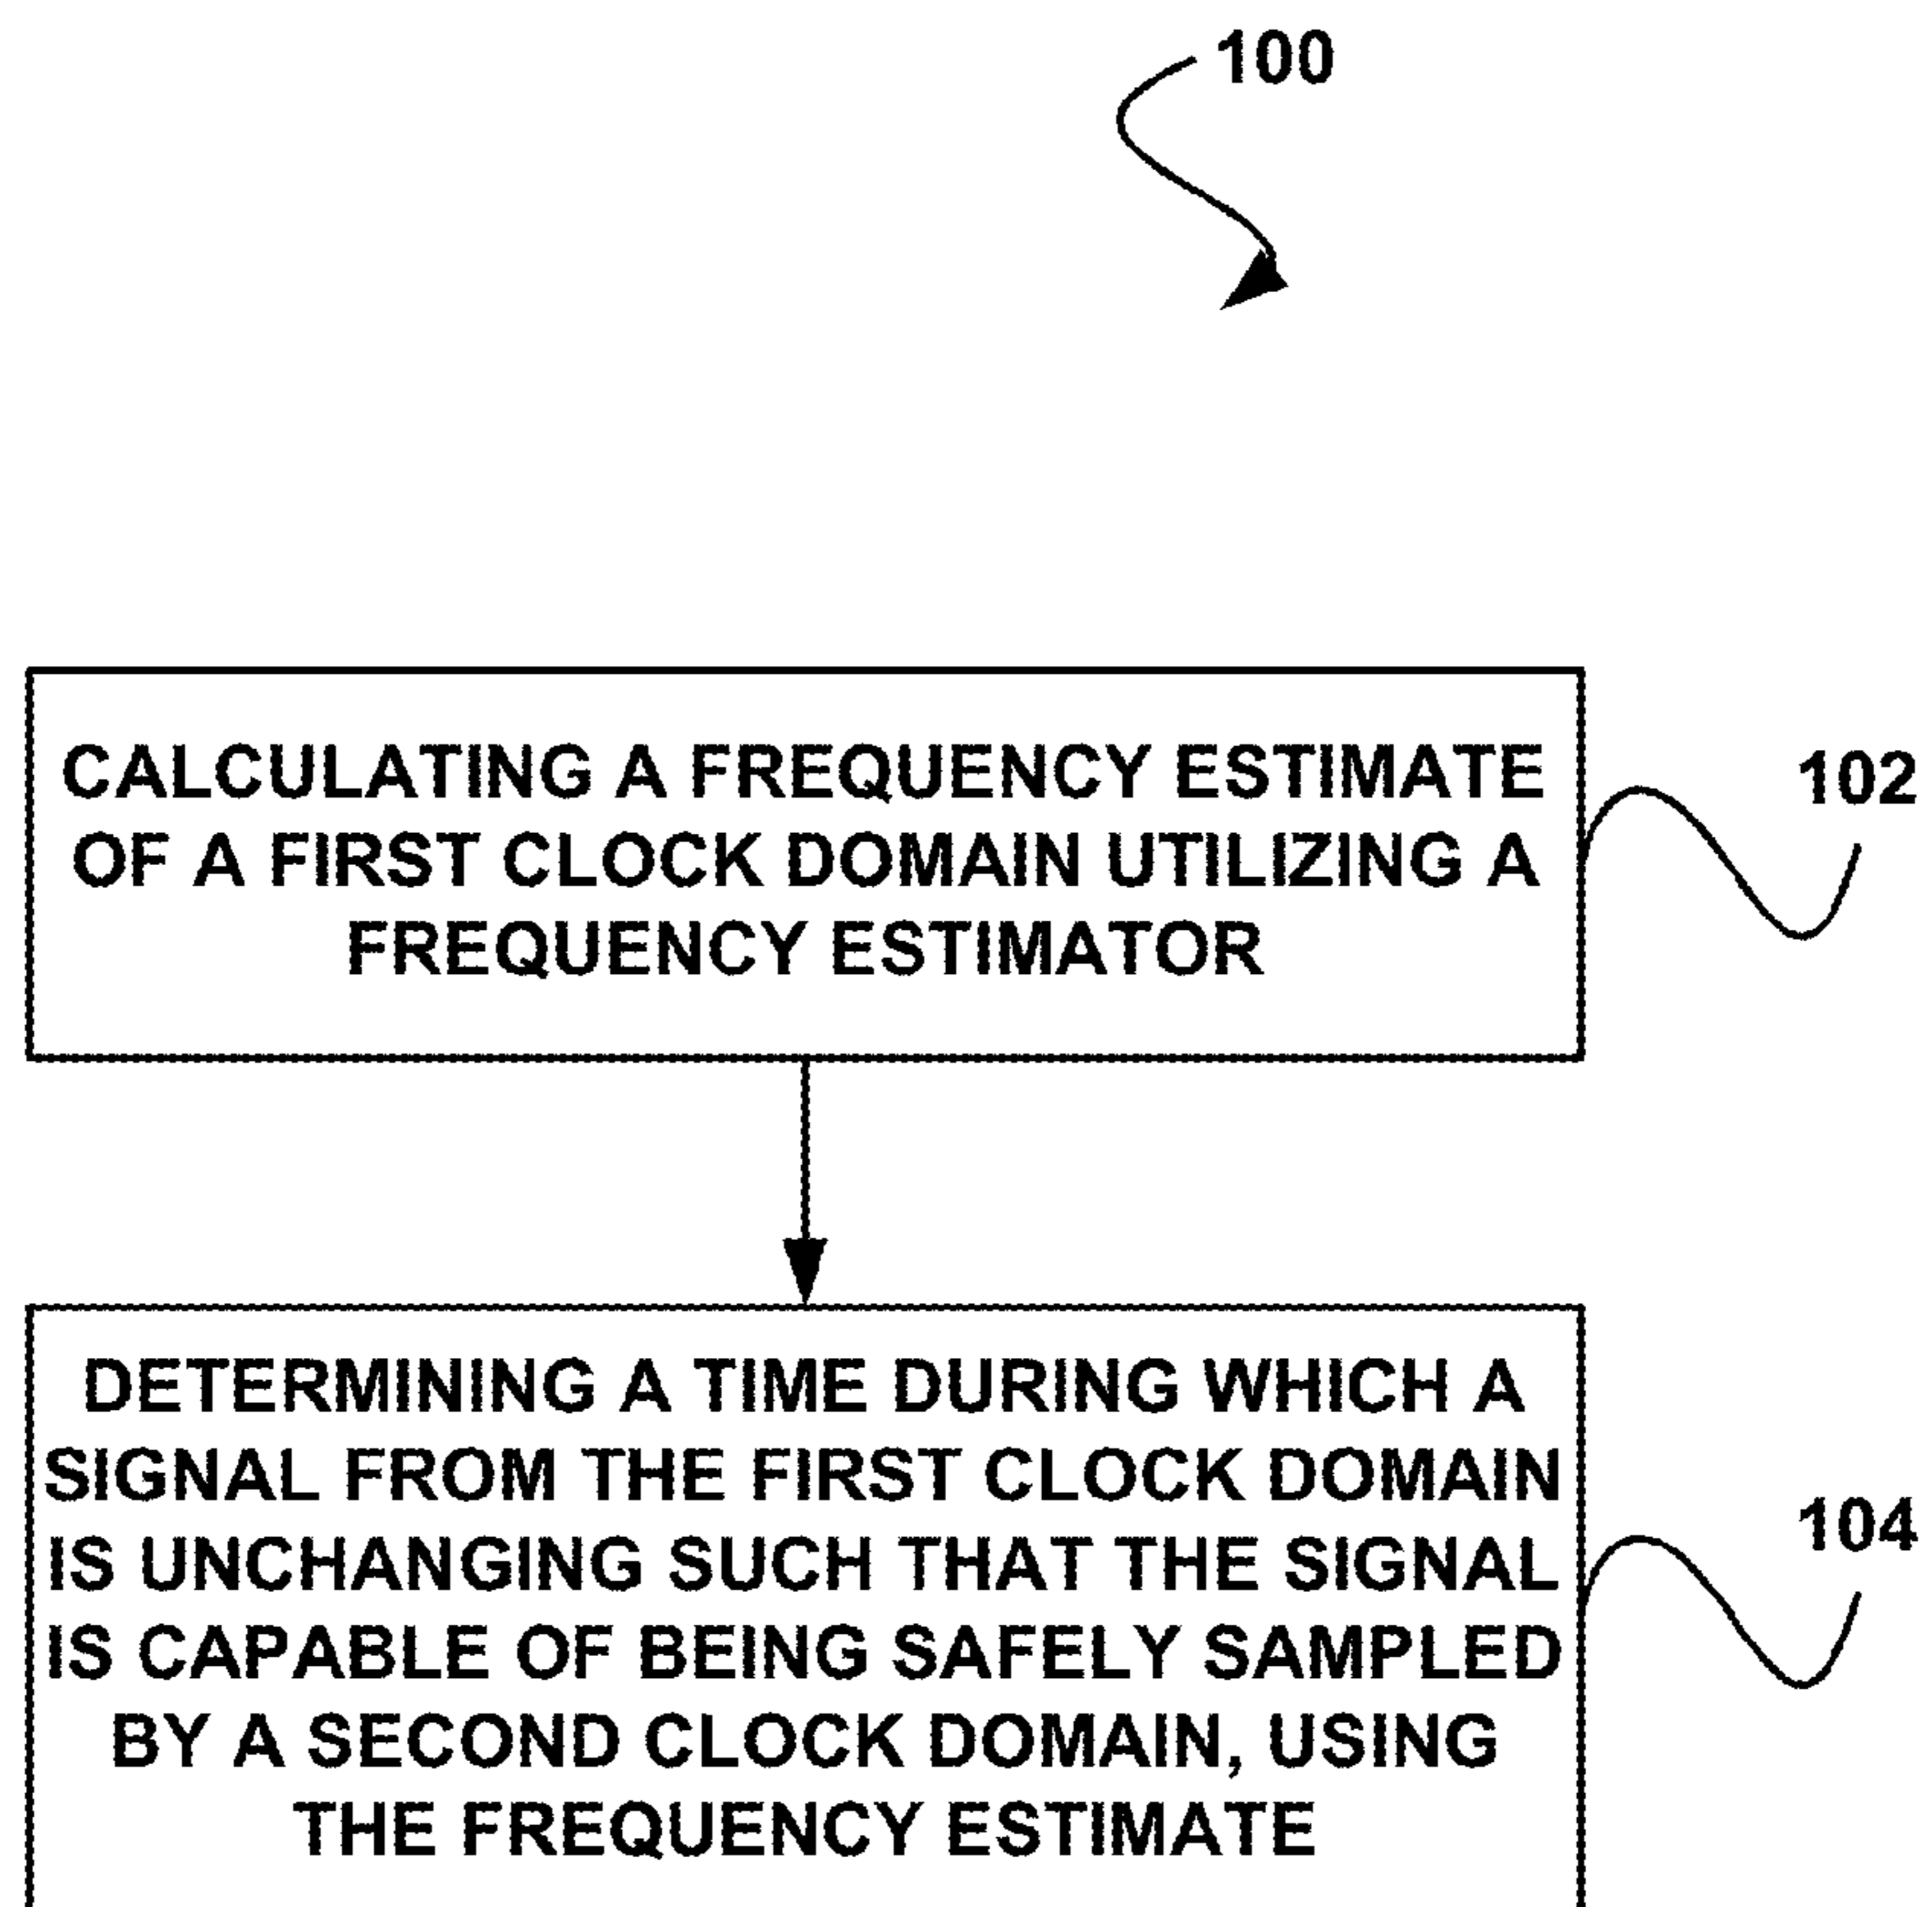 100
CALCULATING A FREQUENCY ESTIMATE
OF A FIRST CLOCK DOMAIN UTILIZING A
FREQUENCY ESTIMATOR
102
DETERMINING A TIME DURING WHICH A
SIGNAL FROM THE FIRST CLOCK DOMAIN
IS UNCHANGING SUCH THAT THE SIGNAL
IS CAPABLE OF BEING SAFELY SAMPLED
BY A SECOND CLOCK DOMAIN, USING
THE FREQUENCY ESTIMATE
104